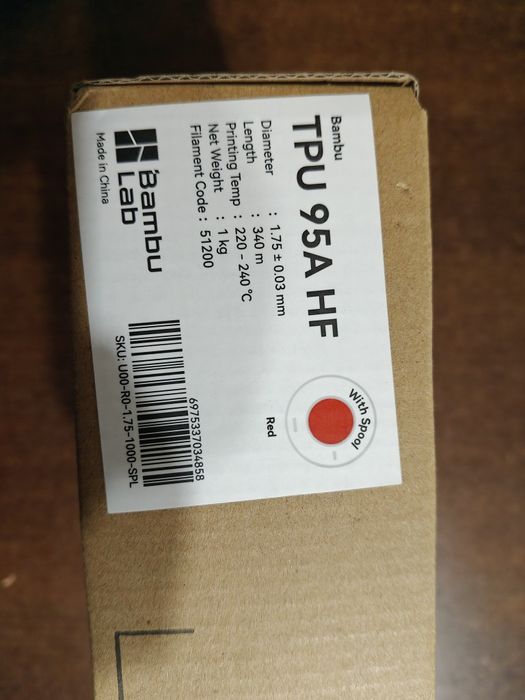 Bambu
TPU 95A HF
Diameter : 1.75 ± 0.03 mm
Length : 340 m
Printing Temp : 220 - 240 °C
Net Weight : 1 kg
Filament Code : 51200
Bambu
Lab
Made in China
With Spool
Red
6975337034858
SKU: U00-R0-1.75-1000-SPL